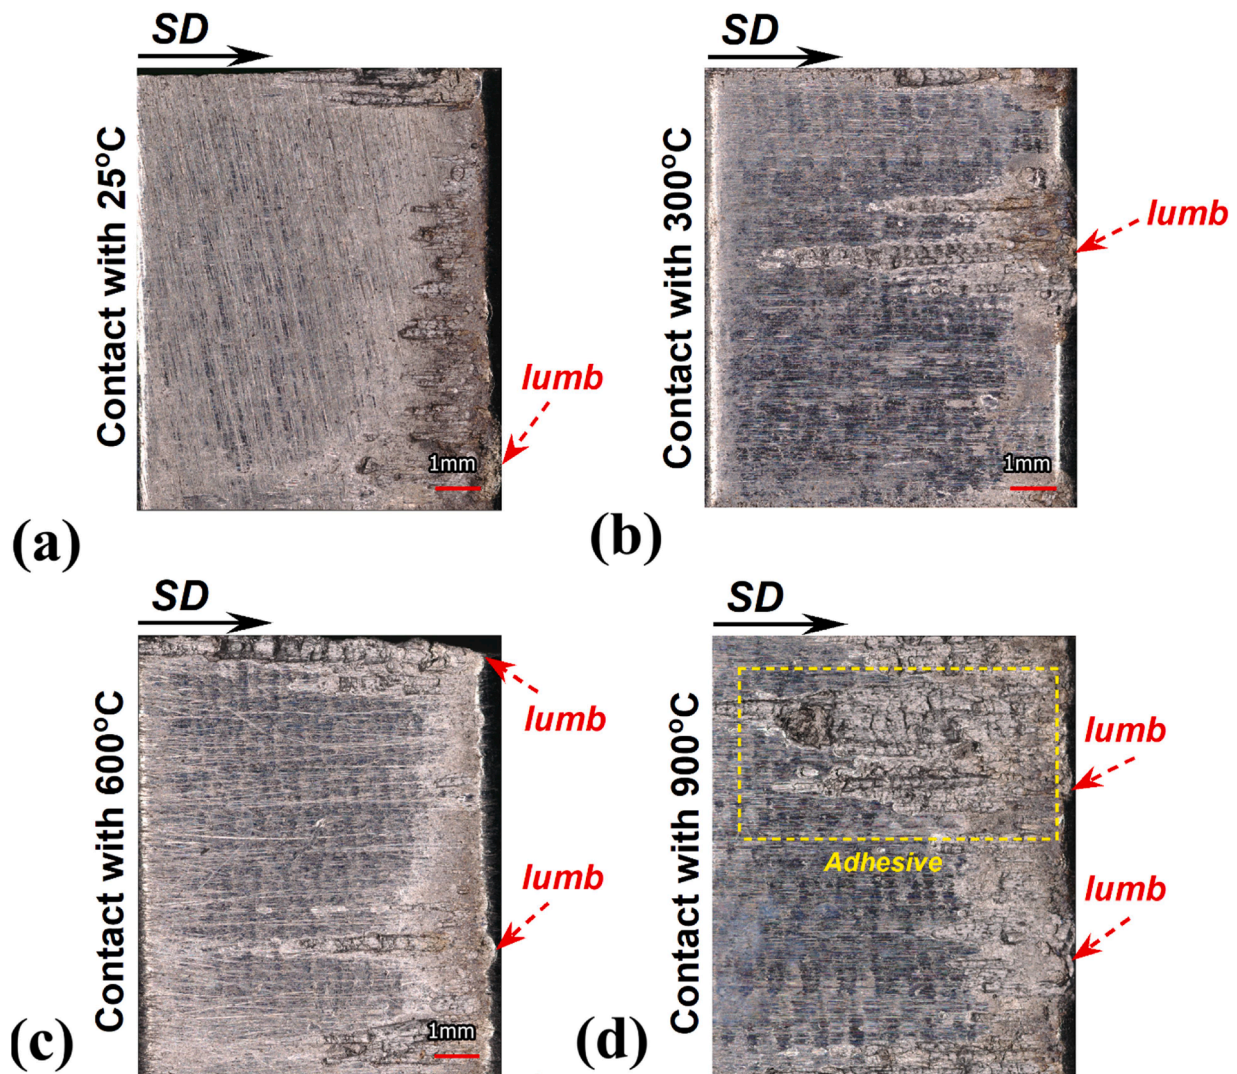 SD
Contact with 25°C
lumb
1mm
(a)
SD
Contact with 300°C
lumb
1mm
(b)
SD
Contact with 600°C
lumb
lumb
1mm
(c)
SD
Contact with 900°C
Adhesive
lumb
lumb
(d)